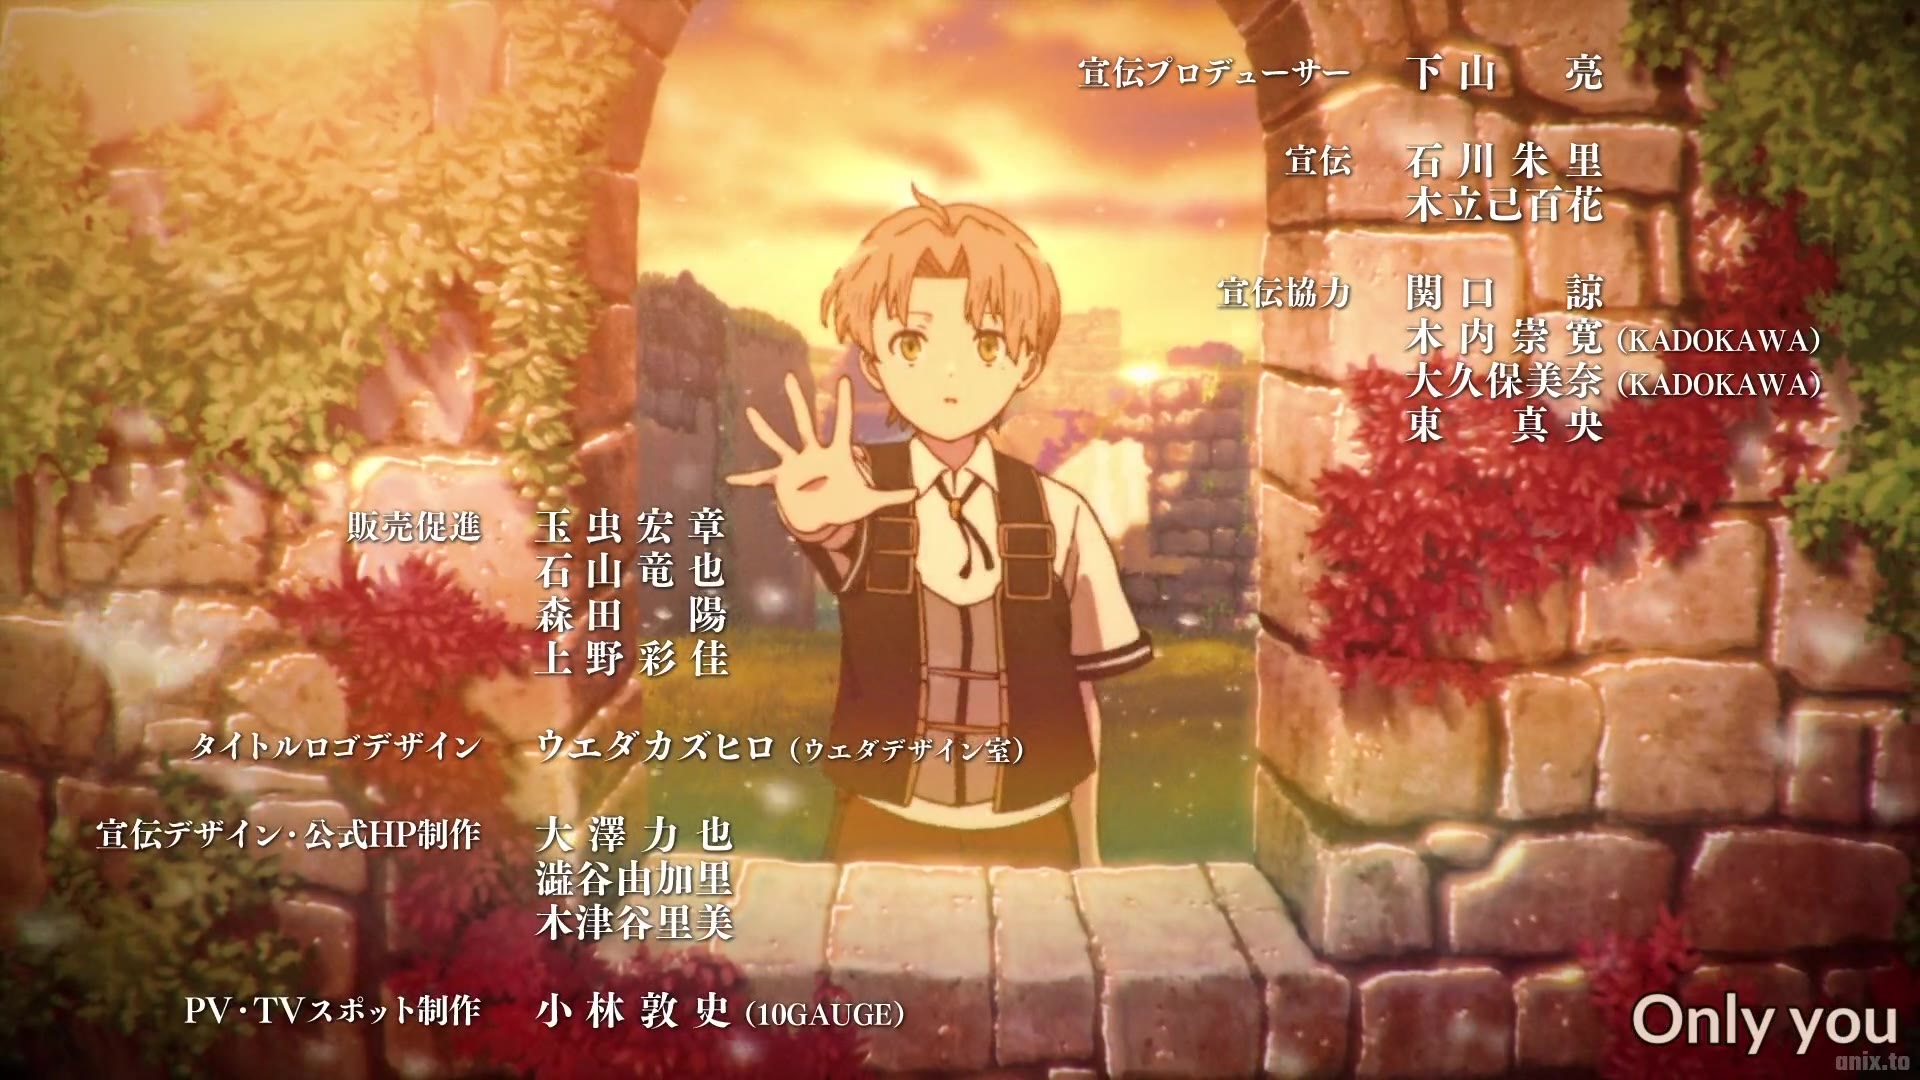 宣伝プロデューサー 下山 亮
宣伝 石川朱里
木立己百花
宣伝協力 関口 諒
木内崇寛(KADOKAWA)
大久保美奈(KADOKAWA)
東 真央
販売促進 玉虫宏章
石山竜也
森田 陽
上野彩佳
タイトルロゴデザイン ウエダカズヒロ(ウエダデザイン室)
宣伝デザイン・公式HP制作 大澤力也
澁谷由加里
木津谷里美
PV・TVスポット制作 小林敦史(10GAUGE)
Only you
anix.to